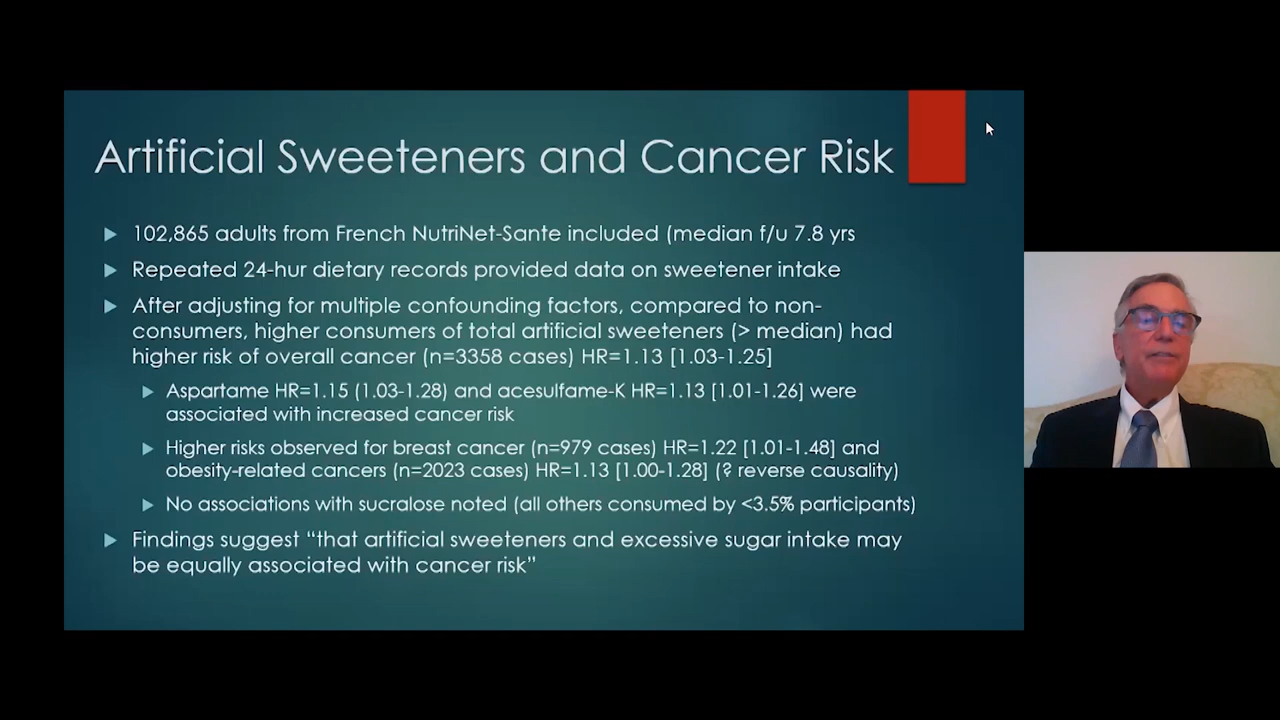 Artificial Sweeteners and Cancer Risk
102,865 adults from French NutriNet-Sante included (median f/u 7.8 yrs
Repeated 24-hur dietary records provided data on sweetener intake
After adjusting for multiple confounding factors, compared to non-
consumers, higher consumers of total artificial sweeteners (> median) had
higher risk of overall cancer (n=3358 cases) HR=1.13 [1.03-1.25]
Aspartame HR=1.15 (1.03-1.28) and acesulfame-K HR=1.13 [1.01-1.26] were
associated with increased cancer risk
Higher risks observed for breast cancer (n=979 cases) HR=1.22 [1.01-1.48] and
obesity-related cancers (n=2023 cases) HR=1.13 [1.00-1.28] (? reverse causality)
No associations with sucralose noted (all others consumed by <3.5% participants)
Findings suggest “that artificial sweeteners and excessive sugar intake may
be equally associated with cancer risk”